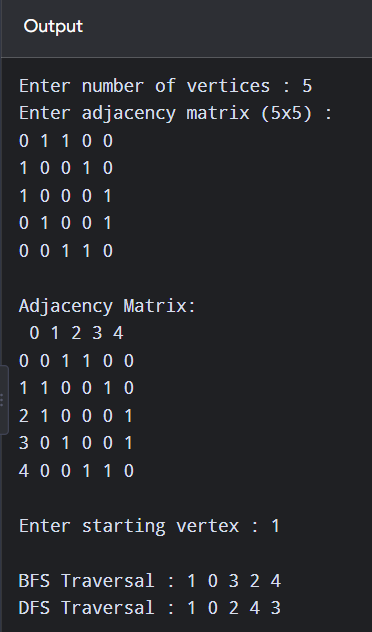 Output
Enter number of vertices : 5
Enter adjacency matrix (5x5) :
0 1 1 0 0
1 0 0 1 0
1 0 0 0 1
0 1 0 0 1
0 0 1 1 0
Adjacency Matrix:
0 1 2 3 4
0 0 1 1 0 0
1 1 0 0 1 0
2 1 0 0 0 1
3 0 1 0 0 1
4 0 0 1 1 0
Enter starting vertex : 1
BFS Traversal : 1 0 3 2 4
DFS Traversal : 1 0 2 4 3